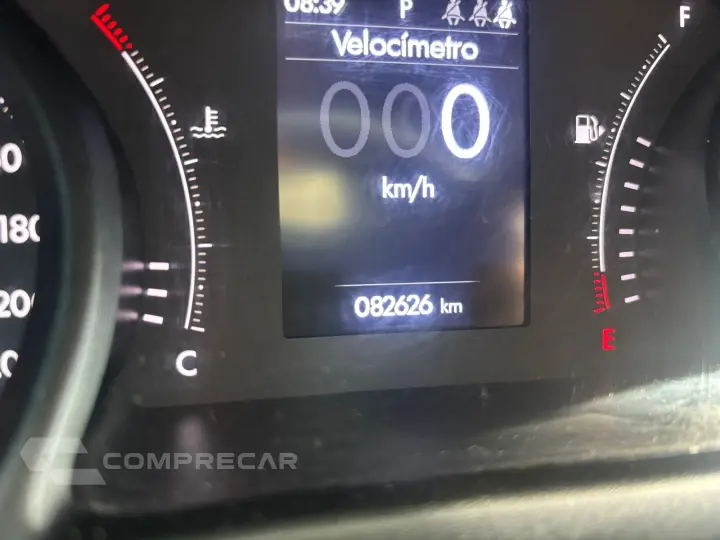 08:39 P
Velocímetro
000
km/h
082626 km
F
E
C
180
COMPRECAR